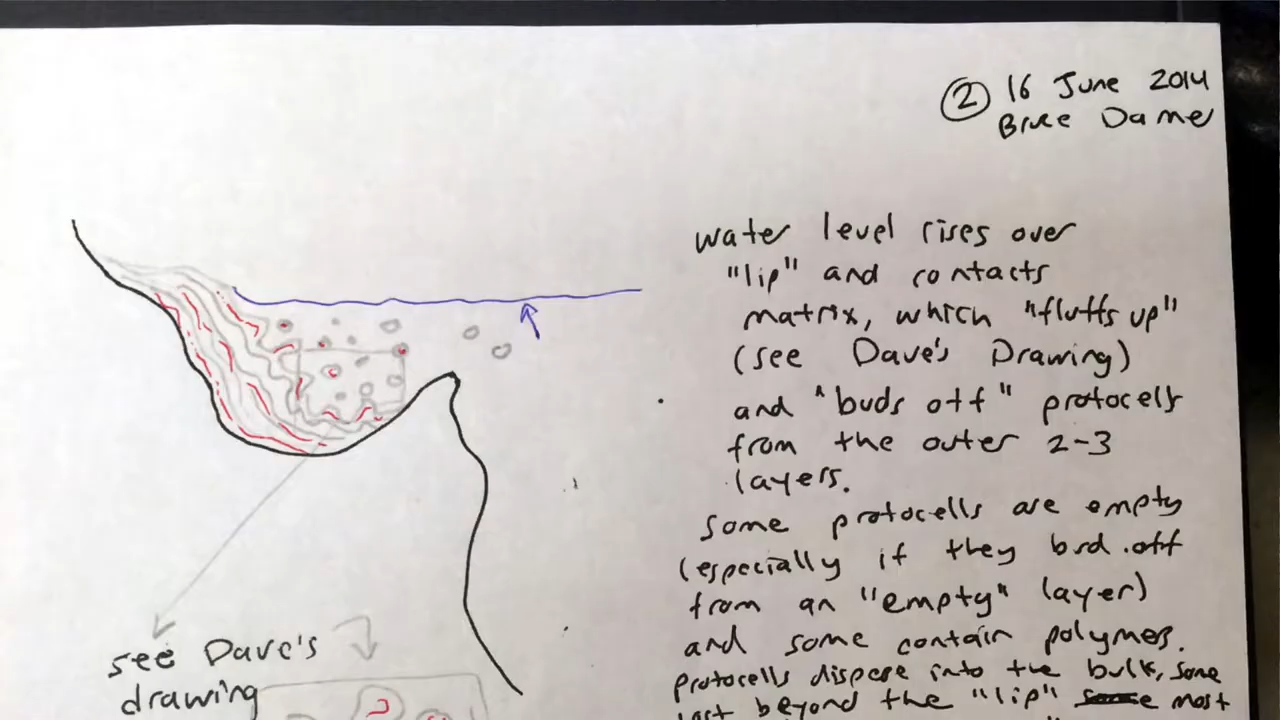 ② 16 June 2014
Bruce Damer
water level rises over
"lip" and contacts
matrix, which "fluffs up"
(see Dave's Drawing)
and "buds off" protocells
from the outer 2-3
layers.
Some protocells are empty
(especially if they bud off
from an "empty" layer)
and some contain polymers.
protocells disperse into the bulk, some
last beyond the "lip" some most
see Dave's
drawing